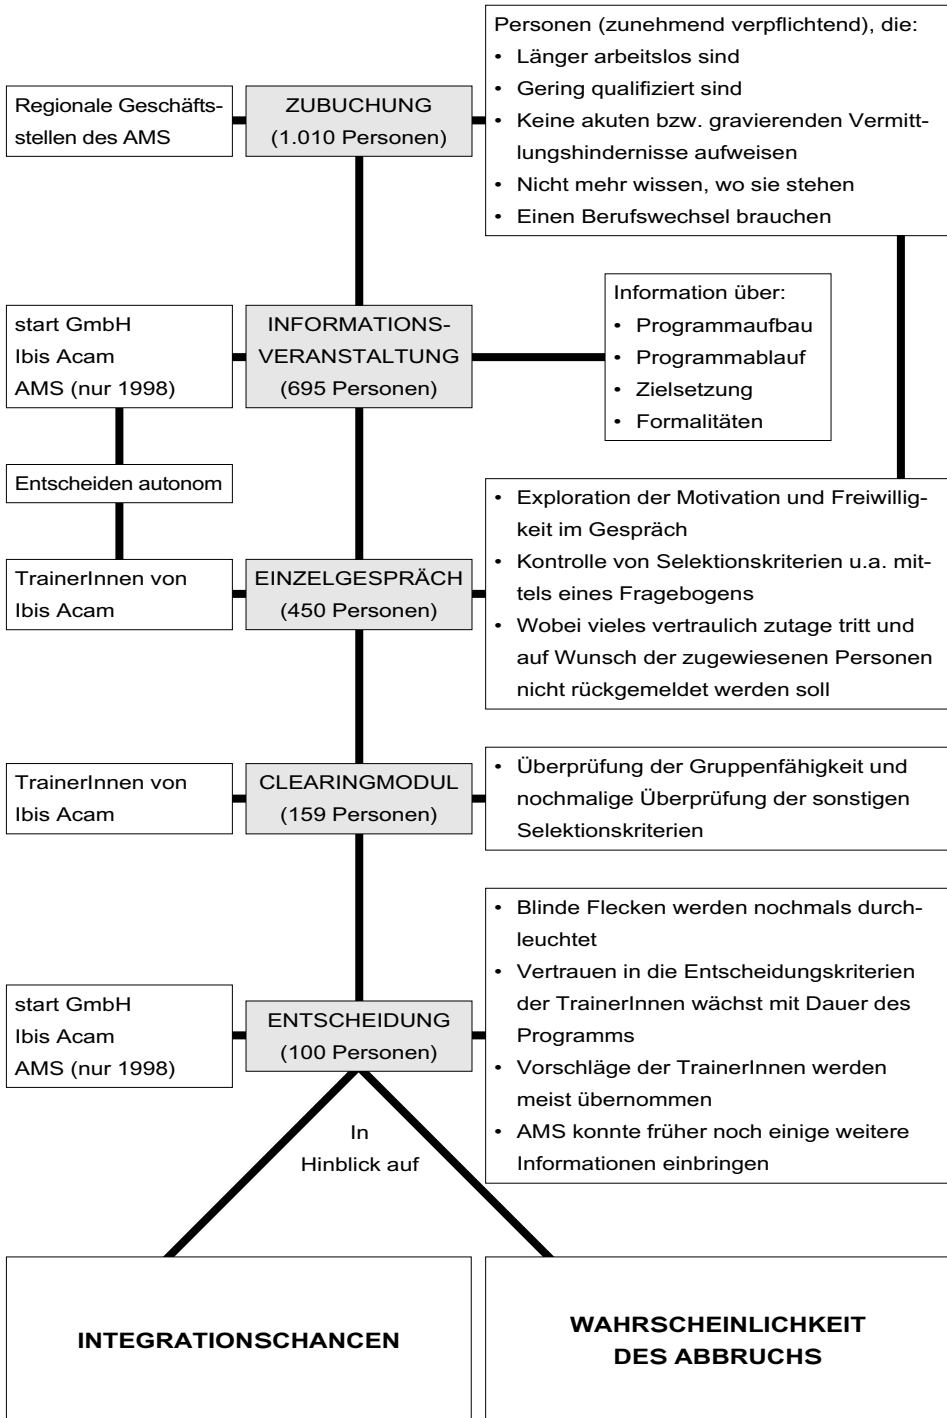 Personen (zunehmend verpflichtend), die:
• Länger arbeitslos sind
• Gering qualifiziert sind
• Keine akuten bzw. gravierenden Vermitt-
lungshindernisse aufweisen
• Nicht mehr wissen, wo sie stehen
• Einen Berufswechsel brauchen
Regionale Geschäfts-
stellen des AMS
ZUBUCHUNG
(1.010 Personen)
start GmbH
Ibis Acam
AMS (nur 1998)
INFORMATIONS-
VERANSTALTUNG
(695 Personen)
Information über:
• Programmaufbau
• Programmablauf
• Zielsetzung
• Formalitäten
Entscheiden autonom
TrainerInnen von
Ibis Acam
EINZELGESPRÄCH
(450 Personen)
• Exploration der Motivation und Freiwillig-
keit im Gespräch
• Kontrolle von Selektionskriterien u.a. mit-
tels eines Fragebogens
• Wobei vieles vertraulich zutage tritt und
auf Wunsch der zugewiesenen Personen
nicht rückgemeldet werden soll
TrainerInnen von
Ibis Acam
CLEARINGMODUL
(159 Personen)
• Überprüfung der Gruppenfähigkeit und
nochmalige Überprüfung der sonstigen
Selektionskriterien
start GmbH
Ibis Acam
AMS (nur 1998)
ENTSCHEIDUNG
(100 Personen)
• Blinde Flecken werden nochmals durch-
leuchtet
• Vertrauen in die Entscheidungskriterien
der TrainerInnen wächst mit Dauer des
Programms
• Vorschläge der TrainerInnen werden
meist übernommen
• AMS konnte früher noch einige weitere
Informationen einbringen
In
Hinblick auf
INTEGRATIONSCHANCEN
WAHRSCHEINLICHKEIT
DES ABBRUCHS